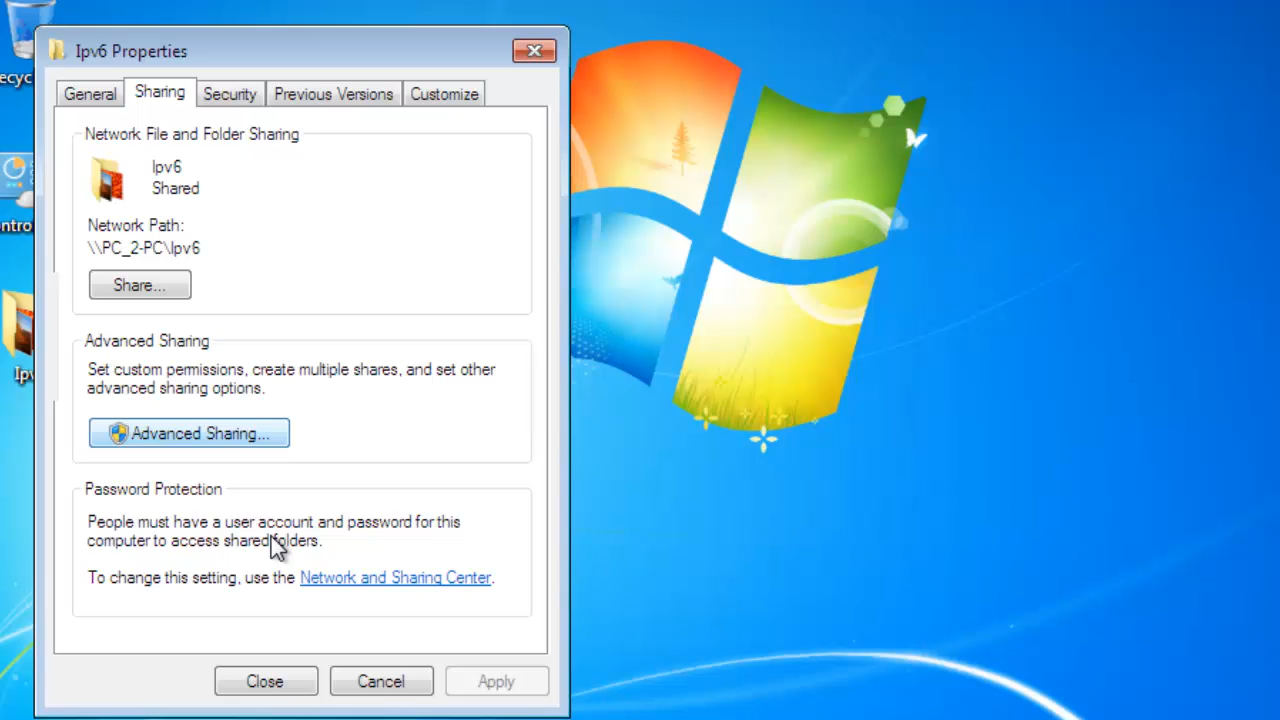 Ipv6 Properties
General
Sharing
Security
Previous Versions
Customize
Network File and Folder Sharing
Ipv6
Shared
Network Path:
\\PC_2-PC\Ipv6
Share...
Advanced Sharing
Set custom permissions, create multiple shares, and set other
advanced sharing options.
Advanced Sharing...
Password Protection
People must have a user account and password for this
computer to access shared folders.
To change this setting, use the Network and Sharing Center.
Close
Cancel
Apply
ecyc
ntro
Ipv